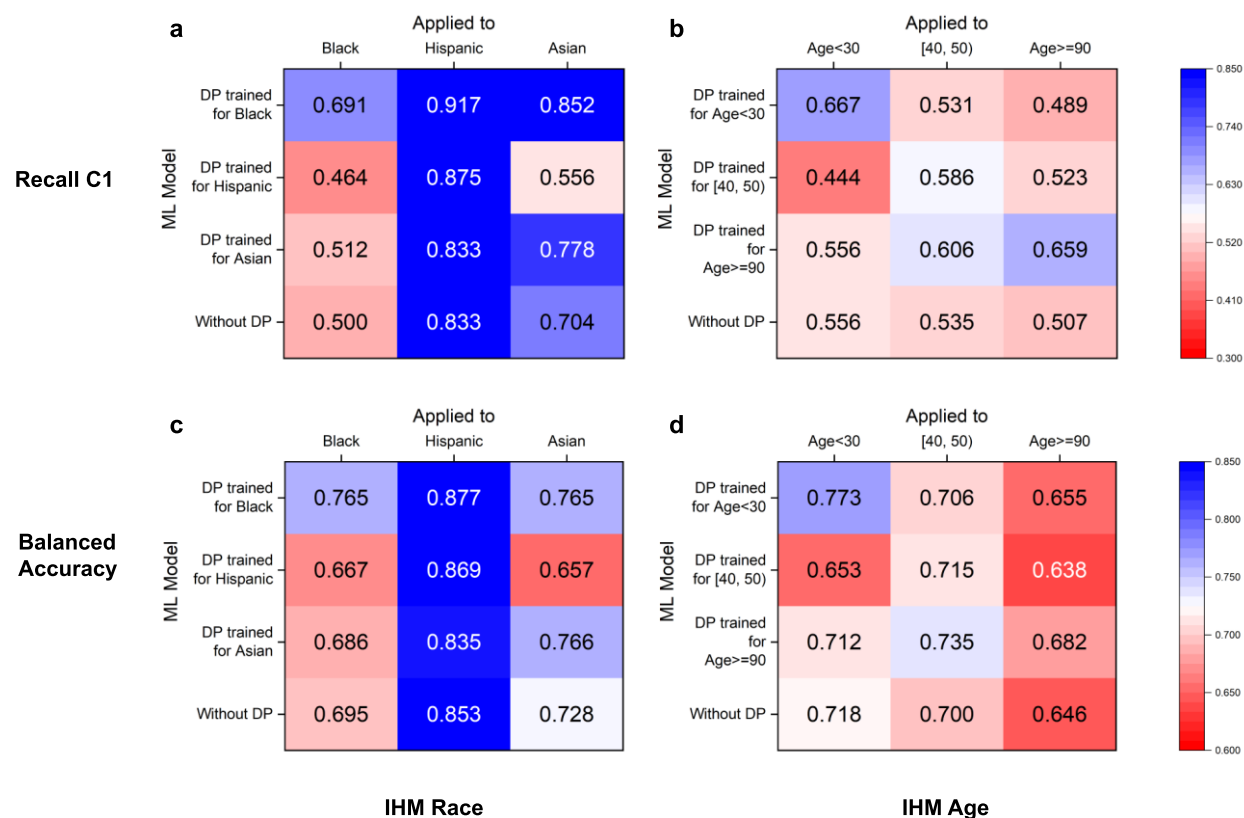 a
Applied to
Black Hispanic Asian
Recall C1
ML Model
DP trained
for Black
0.691 0.917 0.852
DP trained
for Hispanic
0.464 0.875 0.556
DP trained
for Asian
0.512 0.833 0.778
Without DP
0.500 0.833 0.704
b
Applied to
Age<30 [40, 50) Age>=90
ML Model
DP trained
for Age<30
0.667 0.531 0.489
DP trained
for [40, 50)
0.444 0.586 0.523
DP trained
for
Age>=90
0.556 0.606 0.659
Without DP
0.556 0.535 0.507
0.850
0.740
0.630
0.520
0.410
0.300
c
Applied to
Black Hispanic Asian
Balanced
Accuracy
ML Model
DP trained
for Black
0.765 0.877 0.765
DP trained
for Hispanic
0.667 0.869 0.657
DP trained
for Asian
0.686 0.835 0.766
Without DP
0.695 0.853 0.728
d
Applied to
Age<30 [40, 50) Age>=90
ML Model
DP trained
for Age<30
0.773 0.706 0.655
DP trained
for [40, 50)
0.653 0.715 0.638
DP trained
for
Age>=90
0.712 0.735 0.682
Without DP
0.718 0.700 0.646
0.850
0.800
0.750
0.700
0.650
0.600
IHM Race
IHM Age